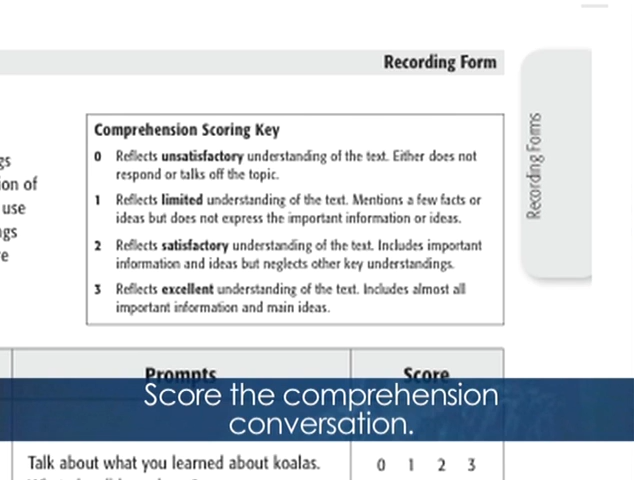 Recording Form
Recording Forms
Comprehension Scoring Key
0 Reflects unsatisfactory understanding of the text. Either does not
respond or talks off the topic.
1 Reflects limited understanding of the text. Mentions a few facts or
ideas but does not express the important information or ideas.
2 Reflects satisfactory understanding of the text. Includes important
information and ideas but neglects other key understandings.
3 Reflects excellent understanding of the text. Includes almost all
important information and main ideas.
gs
ion of
use
ngs
re
Prompts Score
Score the comprehension
conversation.
Talk about what you learned about koalas.
0 1 2 3